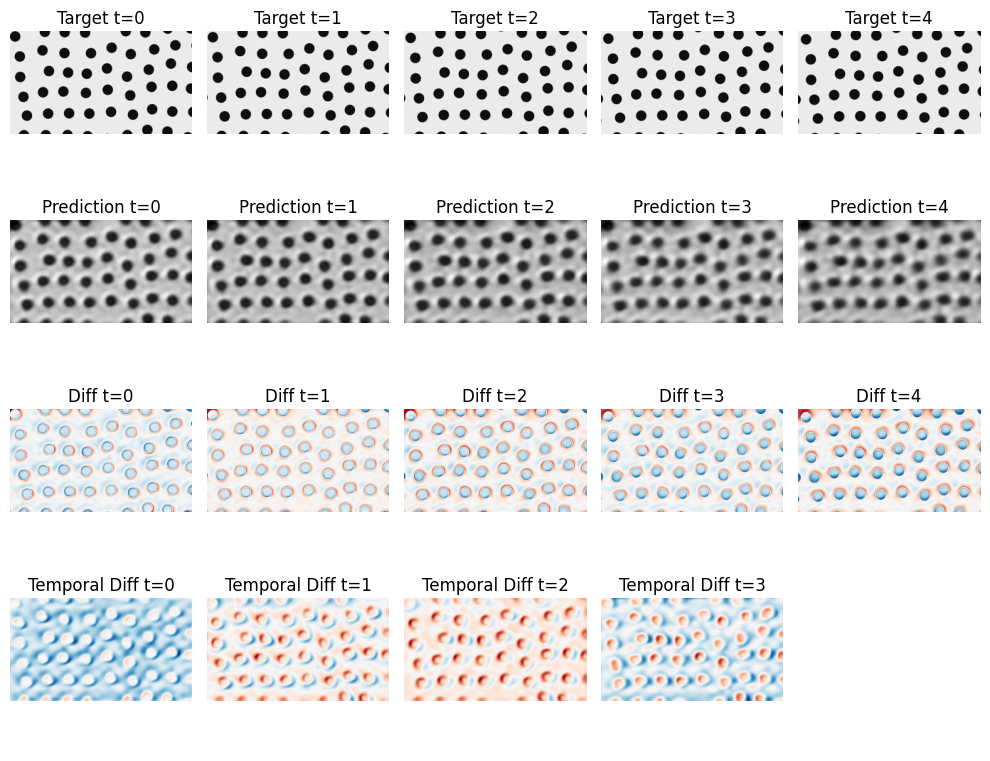 Target t=0 Target t=1 Target t=2 Target t=3 Target t=4
Prediction t=0 Prediction t=1 Prediction t=2 Prediction t=3 Prediction t=4
Diff t=0 Diff t=1 Diff t=2 Diff t=3 Diff t=4
Temporal Diff t=0 Temporal Diff t=1 Temporal Diff t=2 Temporal Diff t=3